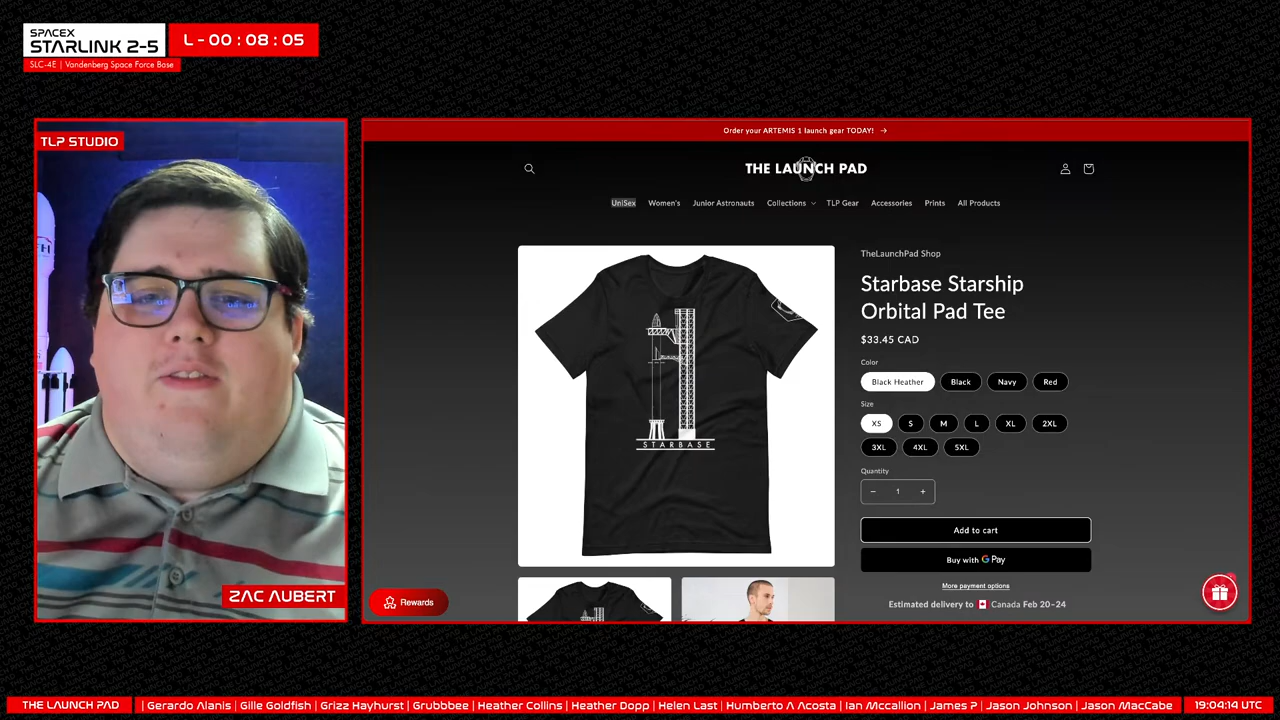 SPACEX
STARLINK 2-5
L - 00 : 08 : 05
SLC-4E | Vandenberg Space Force Base
TLP STUDIO
ZAC AUBERT
Order your ARTEMIS 1 launch gear TODAY! →
THE LAUNCH PAD
UniSex Women's Junior Astronauts Collections TLP Gear Accessories Prints All Products
STARBASE
TheLaunchPad Shop
Starbase Starship
Orbital Pad Tee
$33.45 CAD
Color
Black Heather Black Navy Red
Size
XS S M L XL 2XL
3XL 4XL 5XL
Quantity
− 1 +
Add to cart
Buy with G Pay
More payment options
Estimated delivery to Canada Feb 20–24
Rewards
THE LAUNCH PAD | Gerardo Alanis | Gille Goldfish | Grizz Hayhurst | Grubbbee | Heather Collins | Heather Dopp | Helen Last | Humberto A Acosta | Ian Mccallion | James P | Jason Johnson | Jason MacCabe 19:04:14 UTC